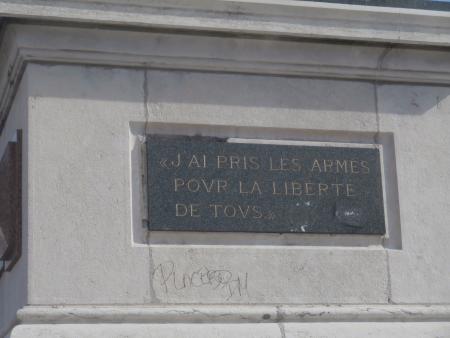 «J'AI PRIS LES ARMES
POVR LA LIBERTE
DE TOVS.»